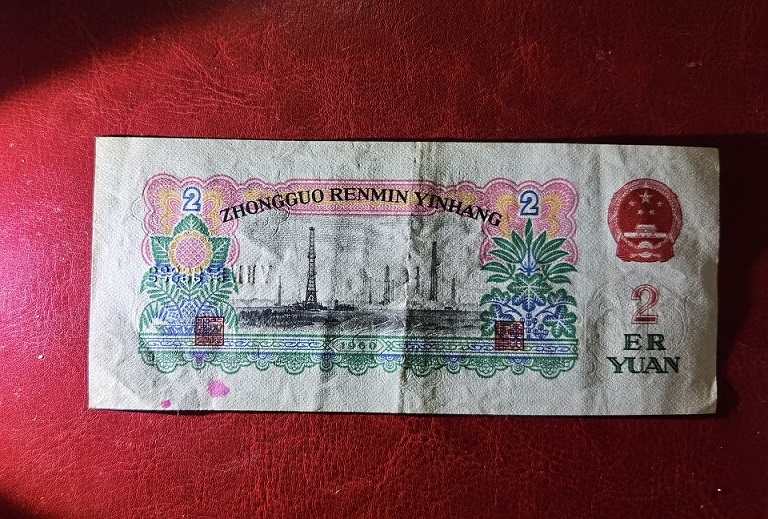 2 ZHONGGUO RENMIN YINHANG 2
1960
2
ER
YUAN